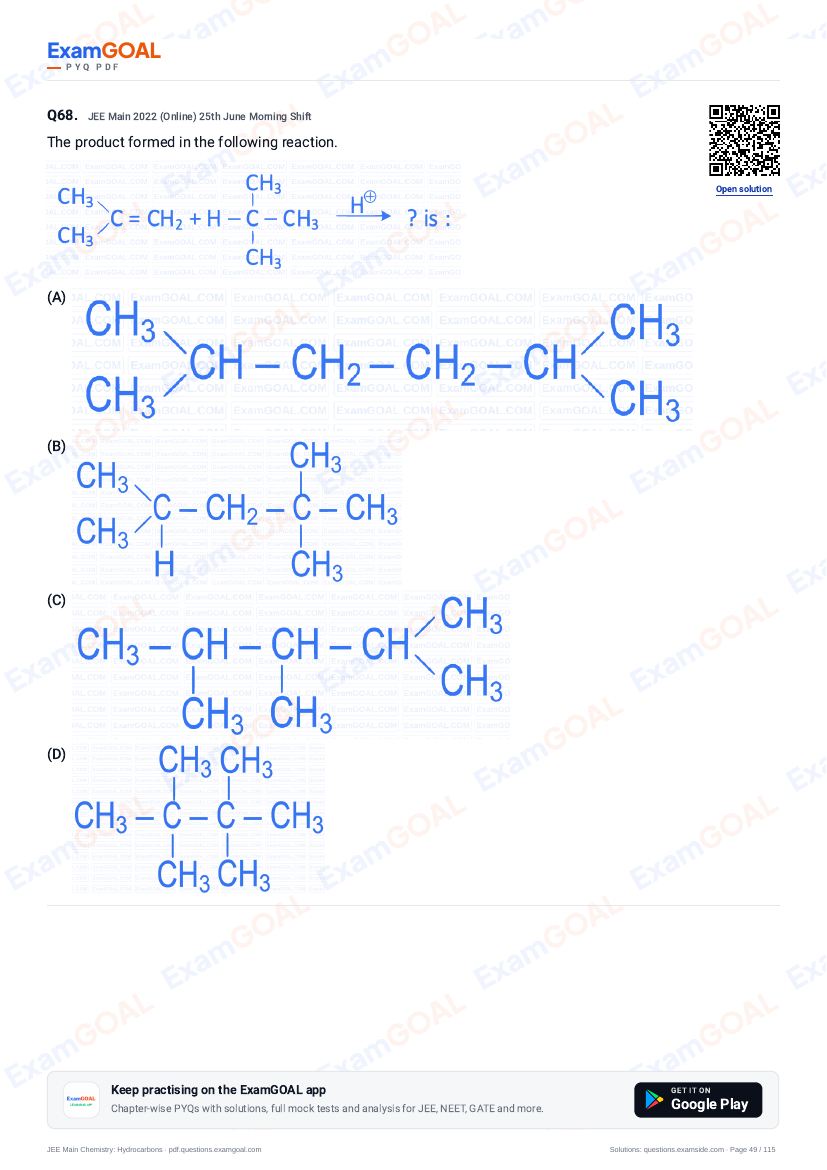 ExamGOAL
PYQ PDF
Q68. JEE Main 2022 (Online) 25th June Morning Shift
The product formed in the following reaction.
Open solution
CH₃
CH₃
C = CH₂ + H – C – CH₃ H⊕ ? is :
CH₃
CH₃
(A)
CH₃ CH₃
CH – CH₂ – CH₂ – CH
CH₃ CH₃
(B)
CH₃
CH₃
C – CH₂ – C – CH₃
CH₃
H CH₃
(C)
CH₃
CH₃ – CH – CH – CH
CH₃
CH₃ CH₃
(D)
CH₃ CH₃
CH₃ – C – C – CH₃
CH₃ CH₃
Keep practising on the ExamGOAL app
Chapter-wise PYQs with solutions, full mock tests and analysis for JEE, NEET, GATE and more.
GET IT ON
Google Play
JEE Main Chemistry: Hydrocarbons · pdf.questions.examgoal.com
Solutions: questions.examside.com · Page 49 / 115